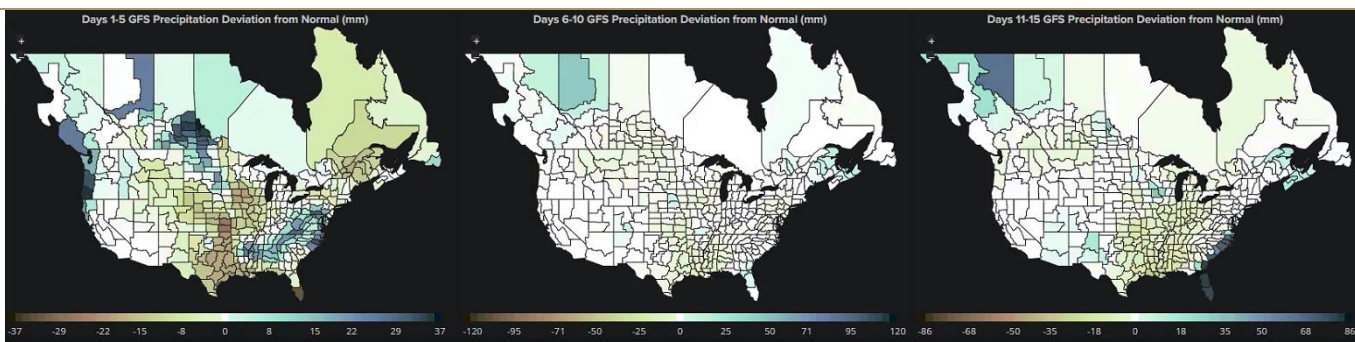 Days 1-5 GFS Precipitation Deviation from Normal (mm)
+
-37 -29 -22 -15 -8 0 8 15 22 29 37
Days 6-10 GFS Precipitation Deviation from Normal (mm)
+
-120 -95 -71 -50 -25 0 25 50 71 95 120
Days 11-15 GFS Precipitation Deviation from Normal (mm)
+
-86 -68 -50 -35 -18 0 18 35 50 68 86